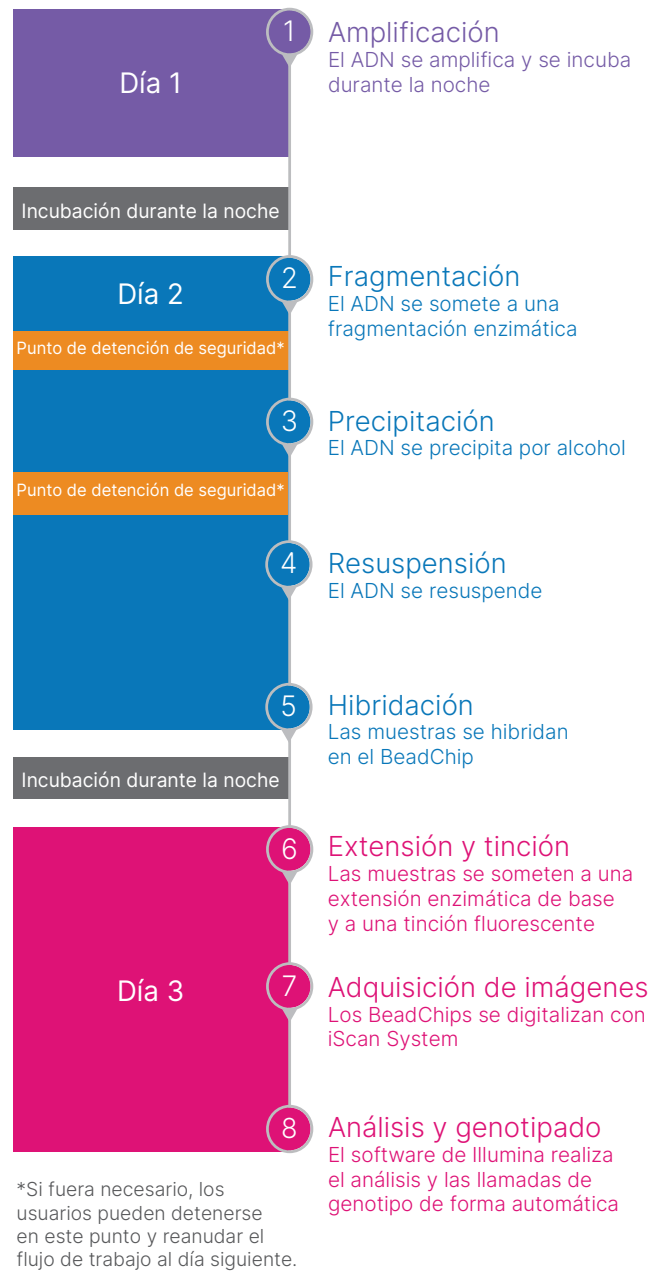 1
Amplificación
El ADN se amplifica y se incuba
durante la noche
Día 1
Incubación durante la noche
Día 2
2
Fragmentación
El ADN se somete a una
fragmentación enzimática
Punto de detención de seguridad*
3
Precipitación
El ADN se precipita por alcohol
Punto de detención de seguridad*
4
Resuspensión
El ADN se resuspende
5
Hibridación
Las muestras se hibridan
en el BeadChip
Incubación durante la noche
6
Extensión y tinción
Las muestras se someten a una
extensión enzimática de base
y a una tinción fluorescente
Día 3
7
Adquisición de imágenes
Los BeadChips se digitalizan con
iScan System
8
Análisis y genotipado
El software de Illumina realiza
el análisis y las llamadas de
genotipo de forma automática
*Si fuera necesario, los
usuarios pueden detenerse
en este punto y reanudar el
flujo de trabajo al día siguiente.